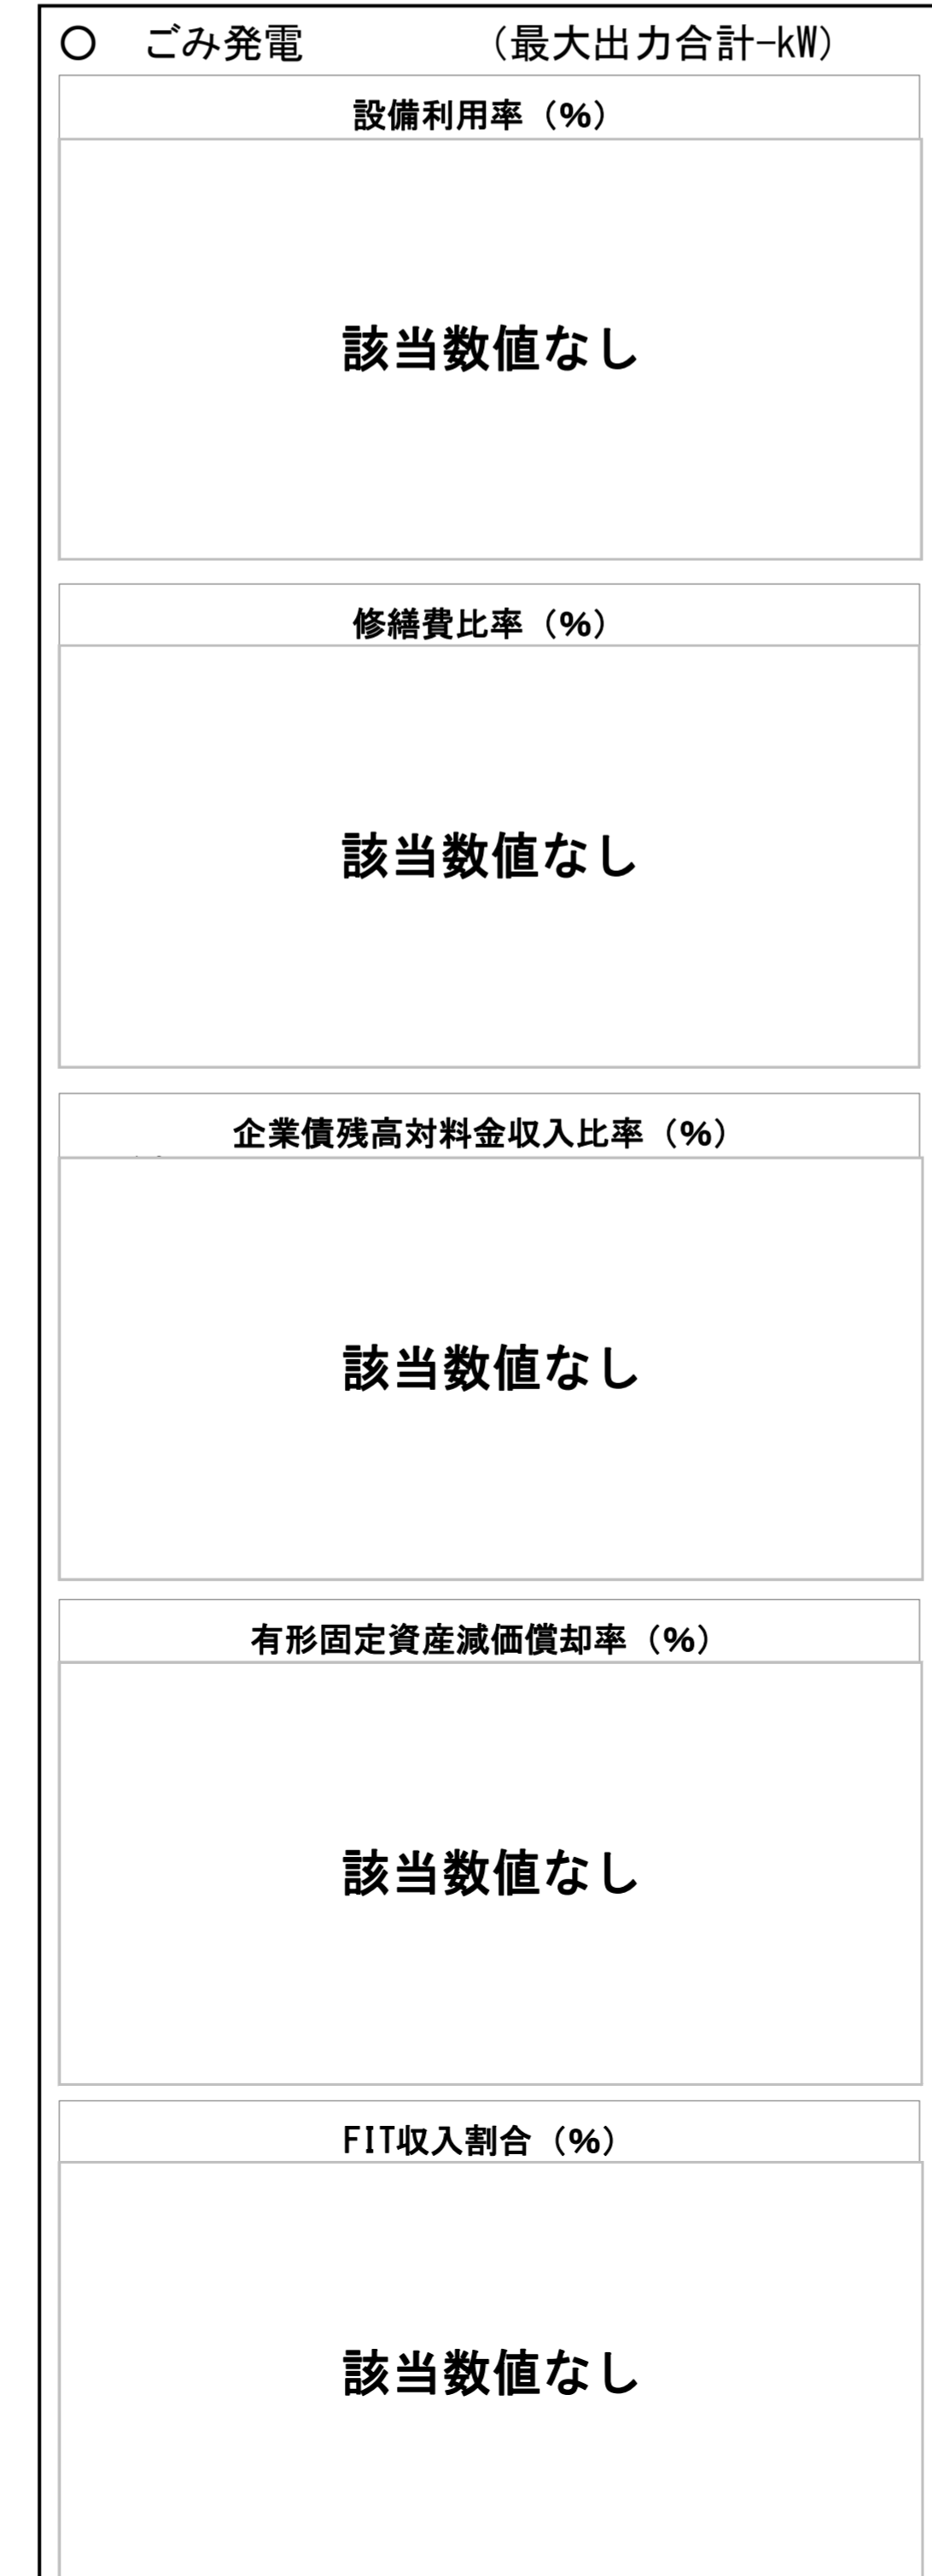 ○　ごみ発電　　　　　（最大出力合計-kW）
設備利用率（%）
該当数値なし
修繕費比率（%）
該当数値なし
企業債残高対料金収入比率（%）
該当数値なし
有形固定資産減価償却率（%）
該当数値なし
FIT収入割合（%）
該当数値なし